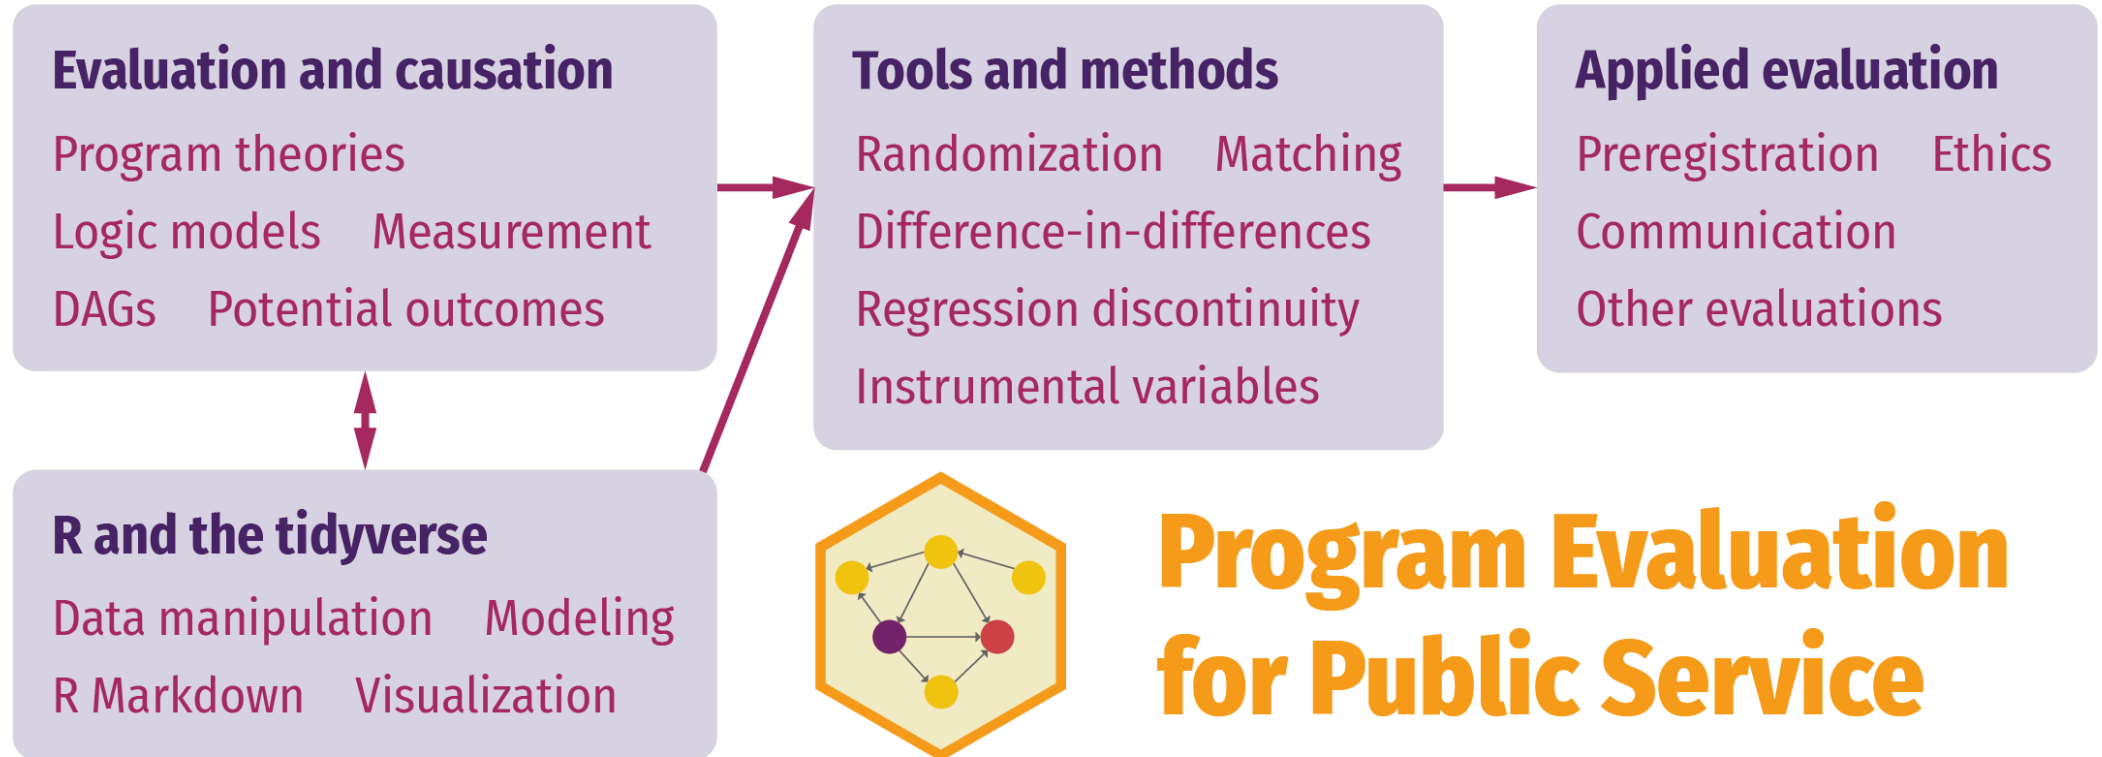 Evaluation and causation
Program theories
Logic models Measurement
DAGs Potential outcomes
R and the tidyverse
Data manipulation Modeling
R Markdown Visualization
Tools and methods
Randomization Matching
Difference-in-differences
Regression discontinuity
Instrumental variables
Applied evaluation
Preregistration Ethics
Communication
Other evaluations
Program Evaluation
for Public Service